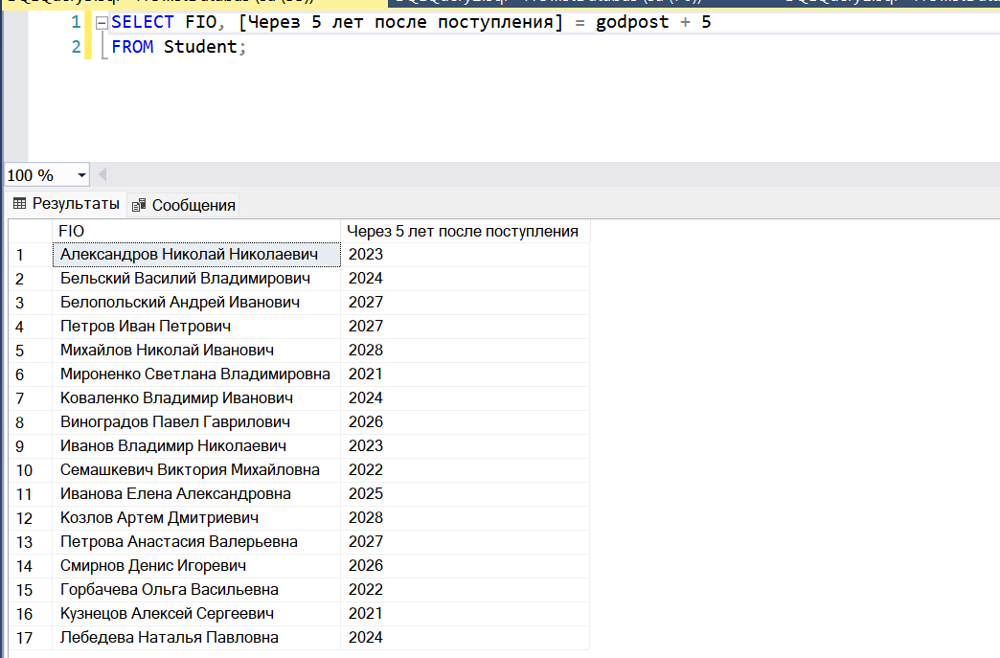 1 SELECT FIO, [Через 5 лет после поступления] = godpost + 5
2 FROM Student;
100 %
Результаты Сообщения
FIO Через 5 лет после поступления
1 Александров Николай Николаевич 2023
2 Бельский Василий Владимирович 2024
3 Белопольский Андрей Иванович 2027
4 Петров Иван Петрович 2027
5 Михайлов Николай Иванович 2028
6 Мироненко Светлана Владимировна 2021
7 Коваленко Владимир Иванович 2024
8 Виноградов Павел Гаврилович 2026
9 Иванов Владимир Николаевич 2023
10 Семашкевич Виктория Михайловна 2022
11 Иванова Елена Александровна 2025
12 Козлов Артем Дмитриевич 2028
13 Петрова Анастасия Валерьевна 2027
14 Смирнов Денис Игоревич 2026
15 Горбачева Ольга Васильевна 2022
16 Кузнецов Алексей Сергеевич 2021
17 Лебедева Наталья Павловна 2024